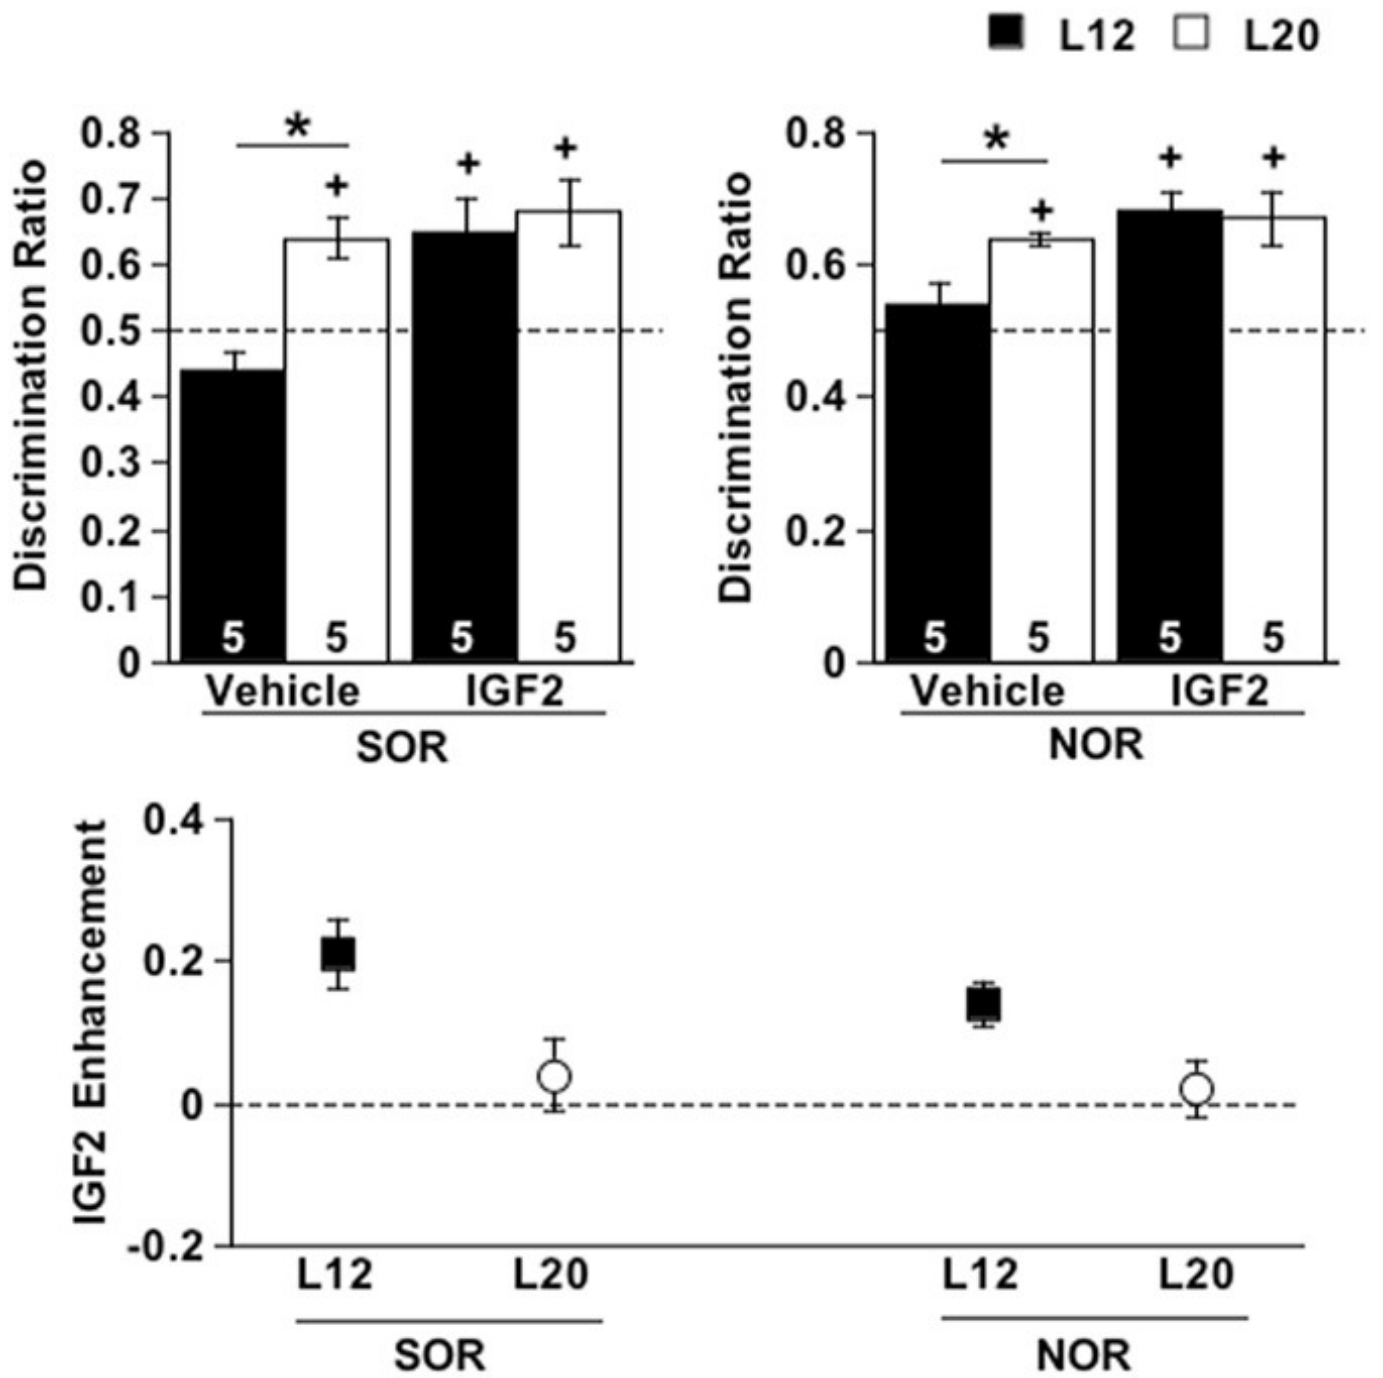 L12 L20
Discrimination Ratio
0.8
0.7
0.6
0.5
0.4
0.3
0.2
0.1
0
*
+
+
+
5 5 5 5
Vehicle IGF2
SOR
Discrimination Ratio
0.8
0.6
0.4
0.2
0
*
+
+
+
5 5 5 5
Vehicle IGF2
NOR
IGF2 Enhancement
0.4
0.2
0
-0.2
L12 L20 L12 L20
SOR NOR